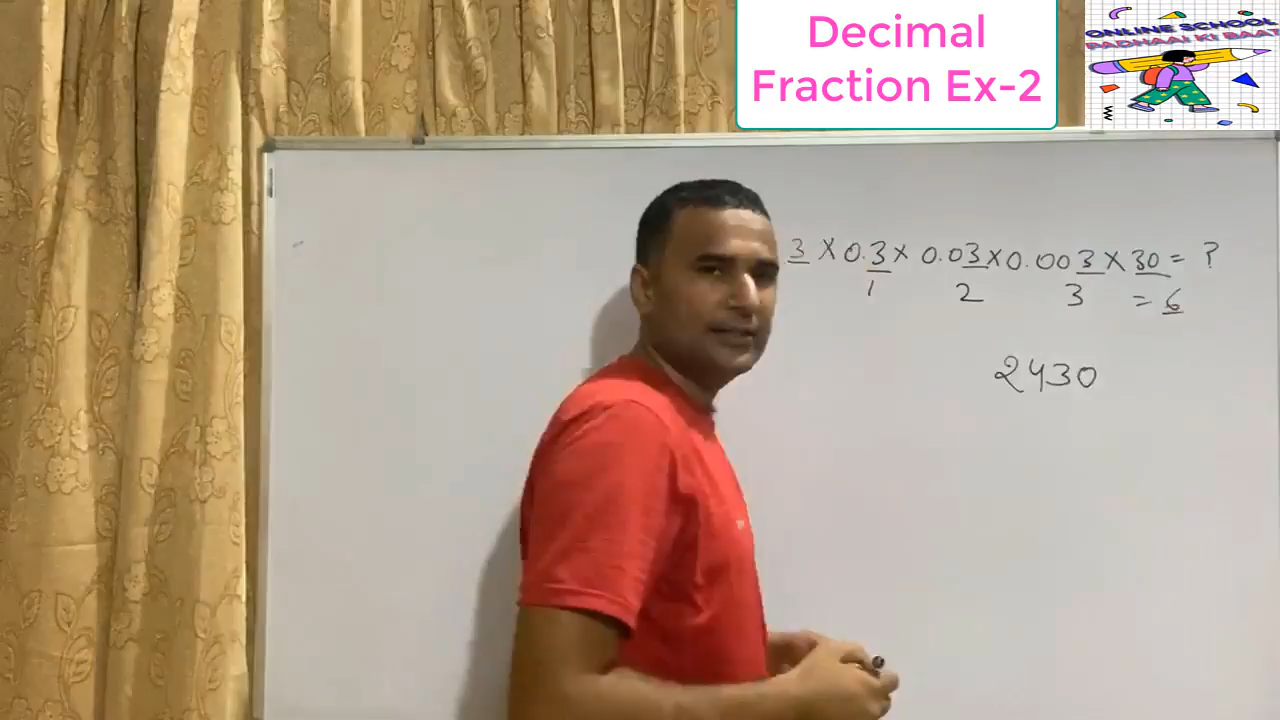 Decimal
Fraction Ex-2
ONLINE SCHOOL
PADHAAI KI BAAT
3 X 0.3 X 0.03 X 0.003 X 30 = ?
1 2 3 = 6
2430